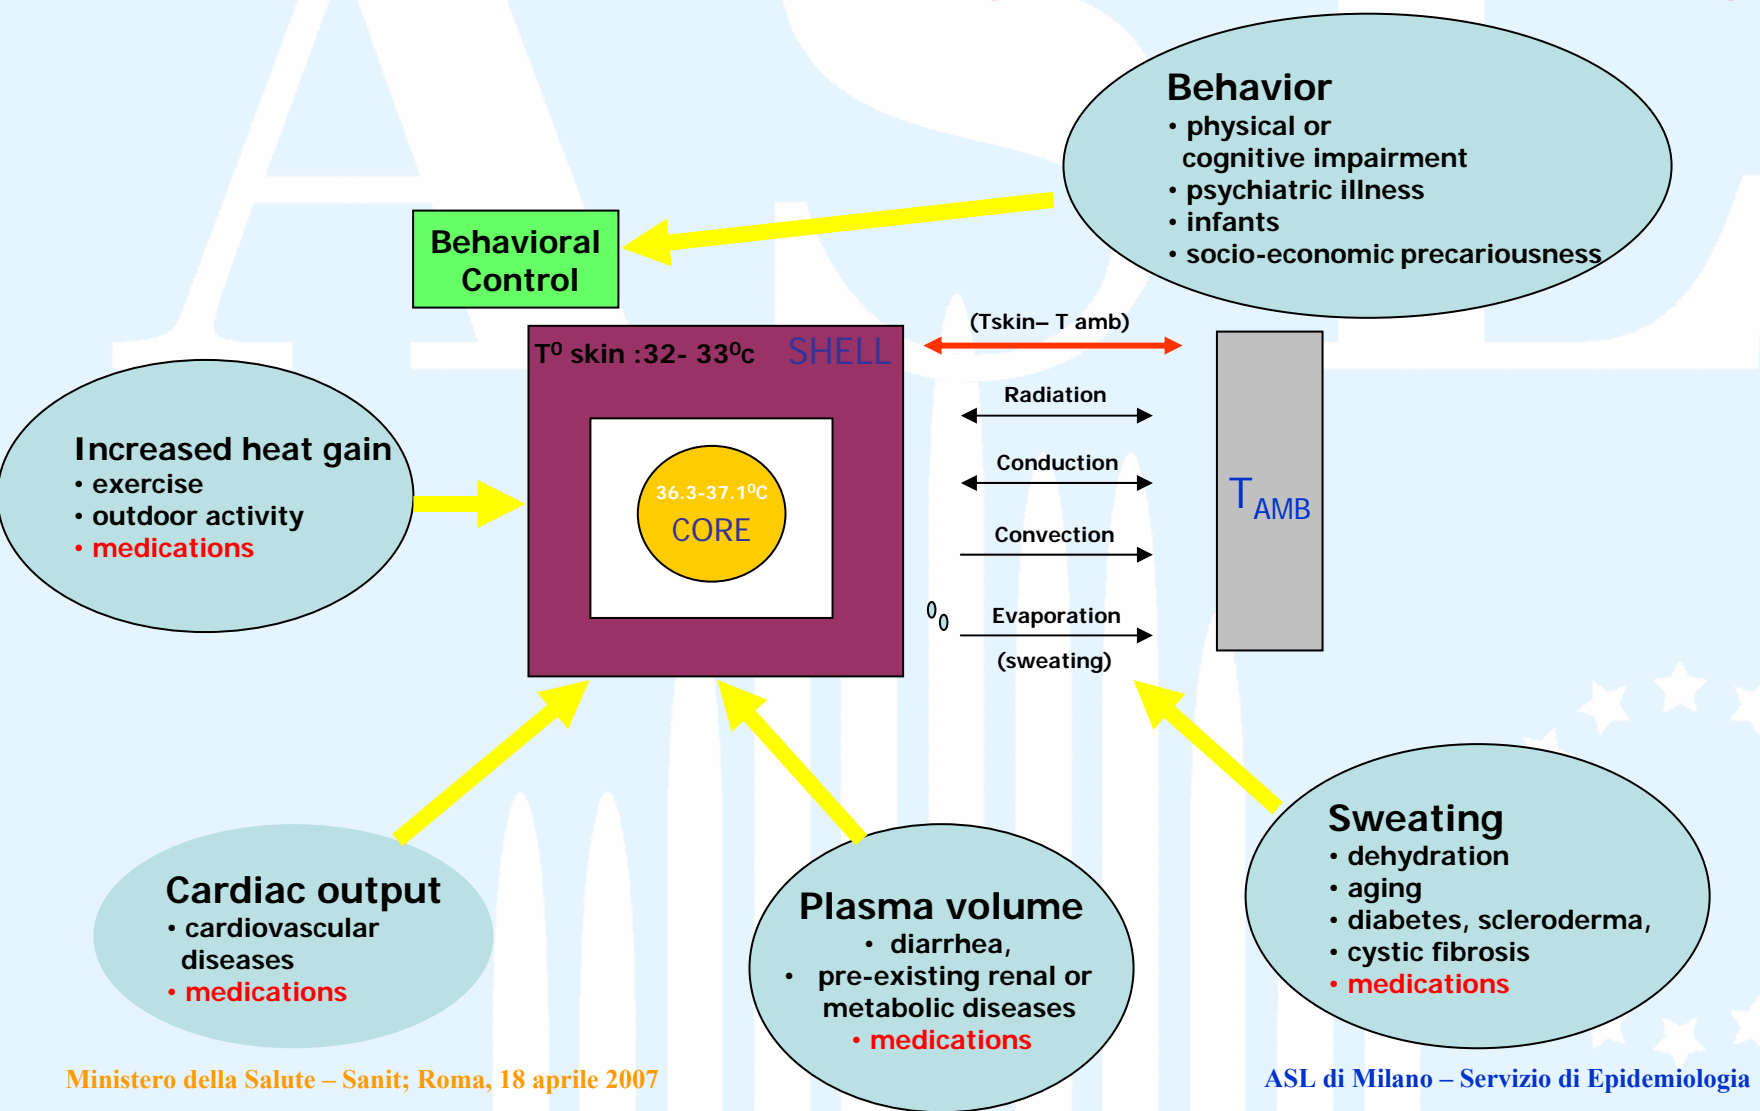 Behavior
• physical or
cognitive impairment
• psychiatric illness
• infants
• socio-economic precariousness
Behavioral
Control
(Tskin– T amb)
T⁰ skin :32- 33⁰c SHELL
Radiation
Increased heat gain
• exercise
• outdoor activity
• medications
Conduction
36.3-37.1⁰C
CORE
T AMB
Convection
Evaporation
(sweating)
Sweating
• dehydration
• aging
• diabetes, scleroderma,
• cystic fibrosis
• medications
Cardiac output
• cardiovascular
diseases
• medications
Plasma volume
• diarrhea,
• pre-existing renal or
metabolic diseases
• medications
Ministero della Salute – Sanit; Roma, 18 aprile 2007
ASL di Milano – Servizio di Epidemiologia